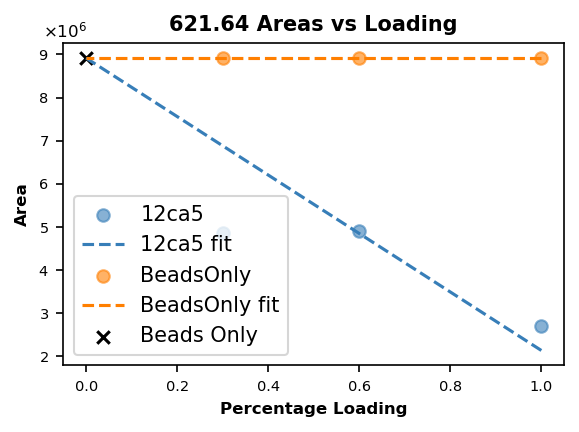 621.64 Areas vs Loading
×10⁶
9
8
7
6
5
4
3
2
Area
12ca5
12ca5 fit
BeadsOnly
BeadsOnly fit
Beads Only
0.0 0.2 0.4 0.6 0.8 1.0
Percentage Loading